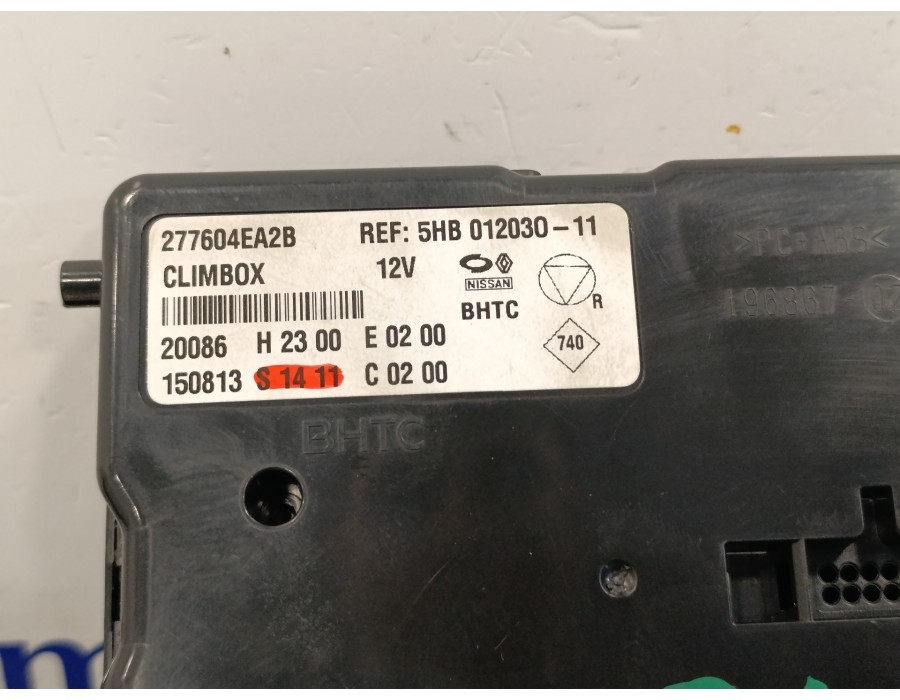 277604EA2B REF: 5HB 012030-11
CLIMBOX 12V
NISSAN
BHTC
R
20086 H 23 00 E 02 00
740
150813 S 14 11 C 02 00
BHTC
>PC+ABS<
196867